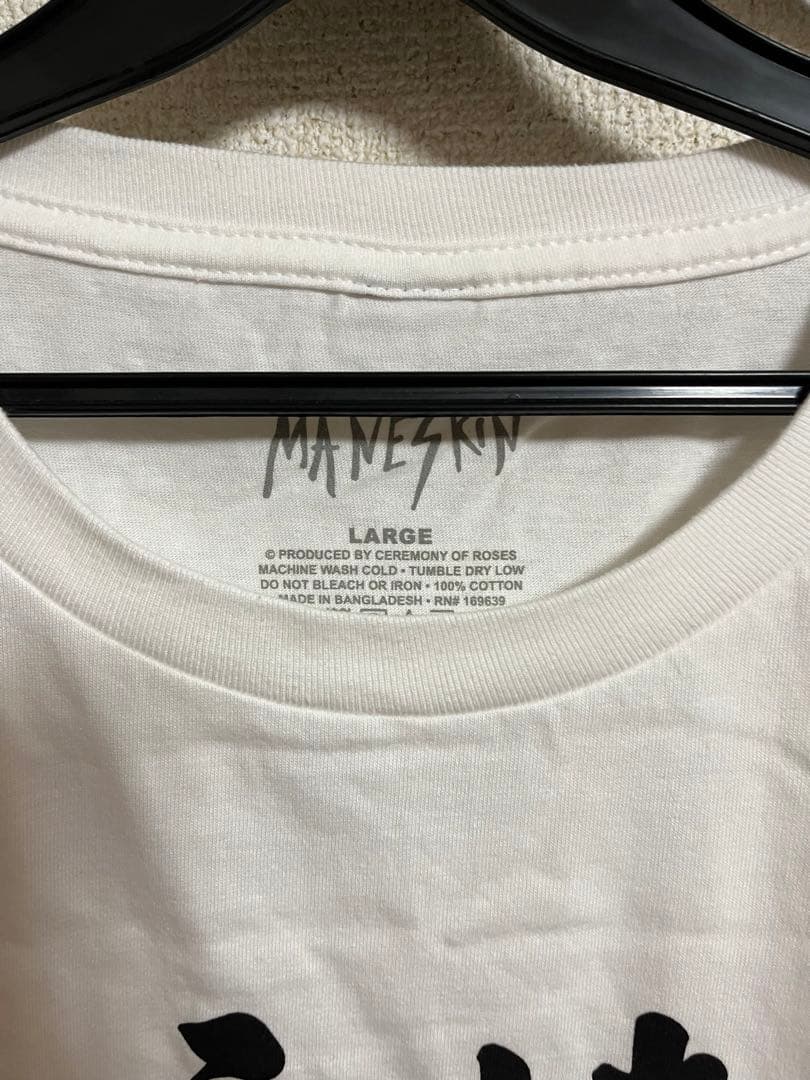 MANESKIN
LARGE
© PRODUCED BY CEREMONY OF ROSES
MACHINE WASH COLD • TUMBLE DRY LOW
DO NOT BLEACH OR IRON • 100% COTTON
MADE IN BANGLADESH • RN# 169639